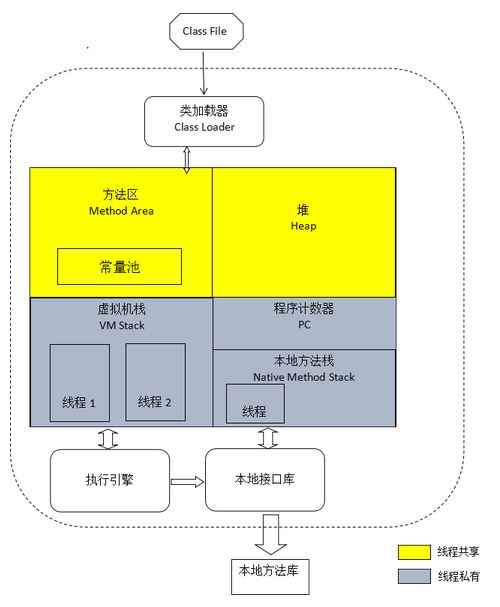 Class File
类加载器
Class Loader
方法区
Method Area
常量池
堆
Heap
虚拟机栈
VM Stack
线程 1
线程 2
程序计数器
PC
本地方法栈
Native Method Stack
线程
执行引擎
本地接口库
本地方法库
线程共享
线程私有